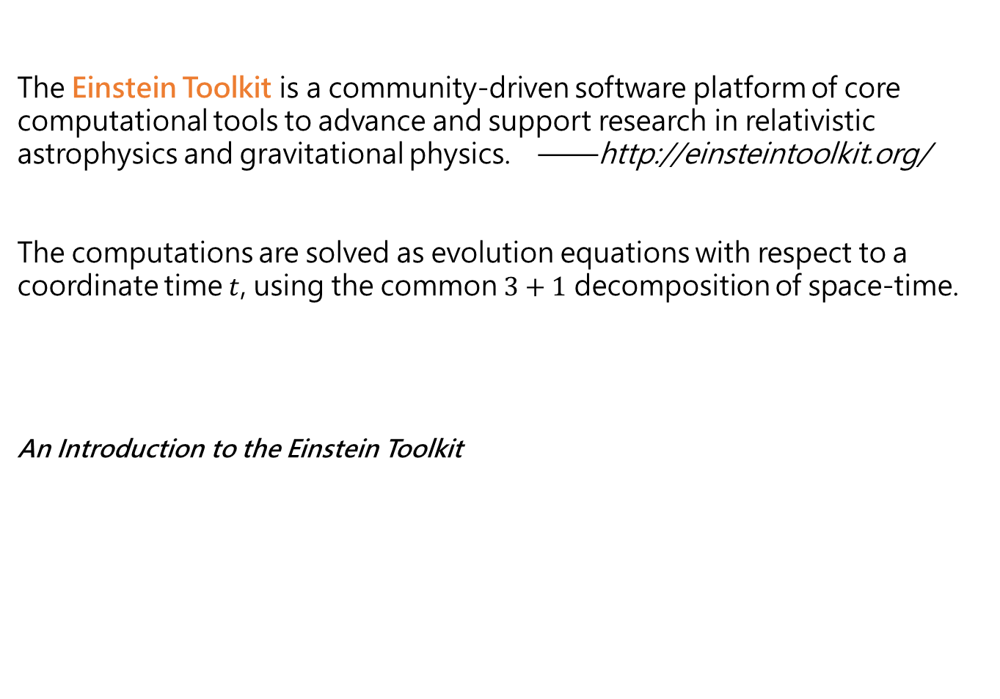 The Einstein Toolkit is a community-driven software platform of core
computational tools to advance and support research in relativistic
astrophysics and gravitational physics. ——http://einsteintoolkit.org/
The computations are solved as evolution equations with respect to a
coordinate time t, using the common 3 + 1 decomposition of space-time.
An Introduction to the Einstein Toolkit